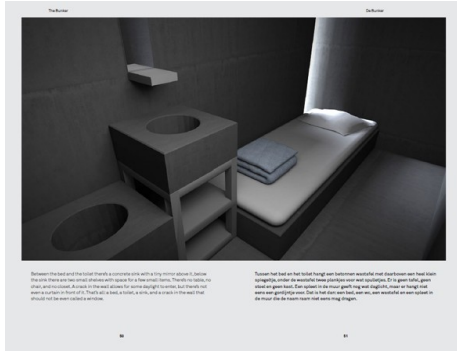 The Bunker
De Bunker
Between the bed and the toilet there's a concrete sink with a tiny mirror above it, below
the sink there are two small shelves with space for a few small items. There's no table, no
chair, and no closet. A crack in the wall allows for some daylight to enter, but there's not
even a curtain in front of it. That's all: a bed, a toilet, a sink, and a crack in the wall that
should not be even called a window.
Tussen het bed en het toilet hangt een betonnen wastafel met daarboven een heel klein
spiegeltje, onder de wastafel twee plankjes voor wat spulletjes. Er is geen tafel, geen
stoel en geen kast. Een spleet in de muur geeft nog wat daglicht, maar er hangt niet
eens een gordijntje voor. Dat is het dan: een bed, een wc, een wastafel en een spleet in
de muur die de naam raam niet eens mag dragen.
50
51